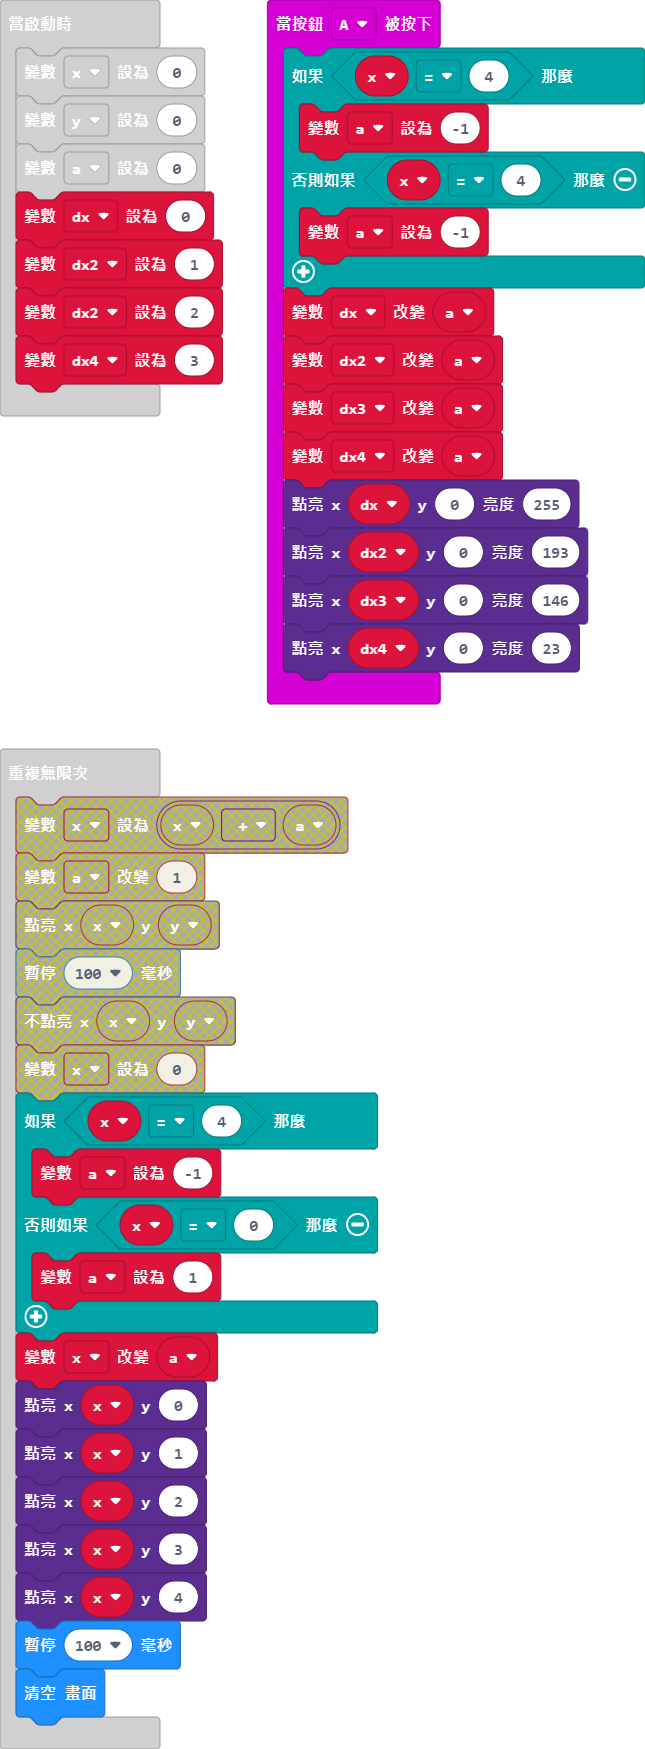 當啟動時
變數 x 設為 0
變數 y 設為 0
變數 a 設為 0
變數 dx 設為 0
變數 dx2 設為 1
變數 dx2 設為 2
變數 dx4 設為 3
當按鈕 A 被按下
如果 x = 4 那麼
變數 a 設為 -1
否則如果 x = 4 那麼
變數 a 設為 -1
變數 dx 改變 a
變數 dx2 改變 a
變數 dx3 改變 a
變數 dx4 改變 a
點亮 x dx y 0 亮度 255
點亮 x dx2 y 0 亮度 193
點亮 x dx3 y 0 亮度 146
點亮 x dx4 y 0 亮度 23
重複無限次
變數 x 設為 x + a
變數 a 改變 1
點亮 x x y y
暫停 100 毫秒
不點亮 x x y y
變數 x 設為 0
如果 x = 4 那麼
變數 a 設為 -1
否則如果 x = 0 那麼
變數 a 設為 1
變數 x 改變 a
點亮 x x y 0
點亮 x x y 1
點亮 x x y 2
點亮 x x y 3
點亮 x x y 4
暫停 100 毫秒
清空 畫面